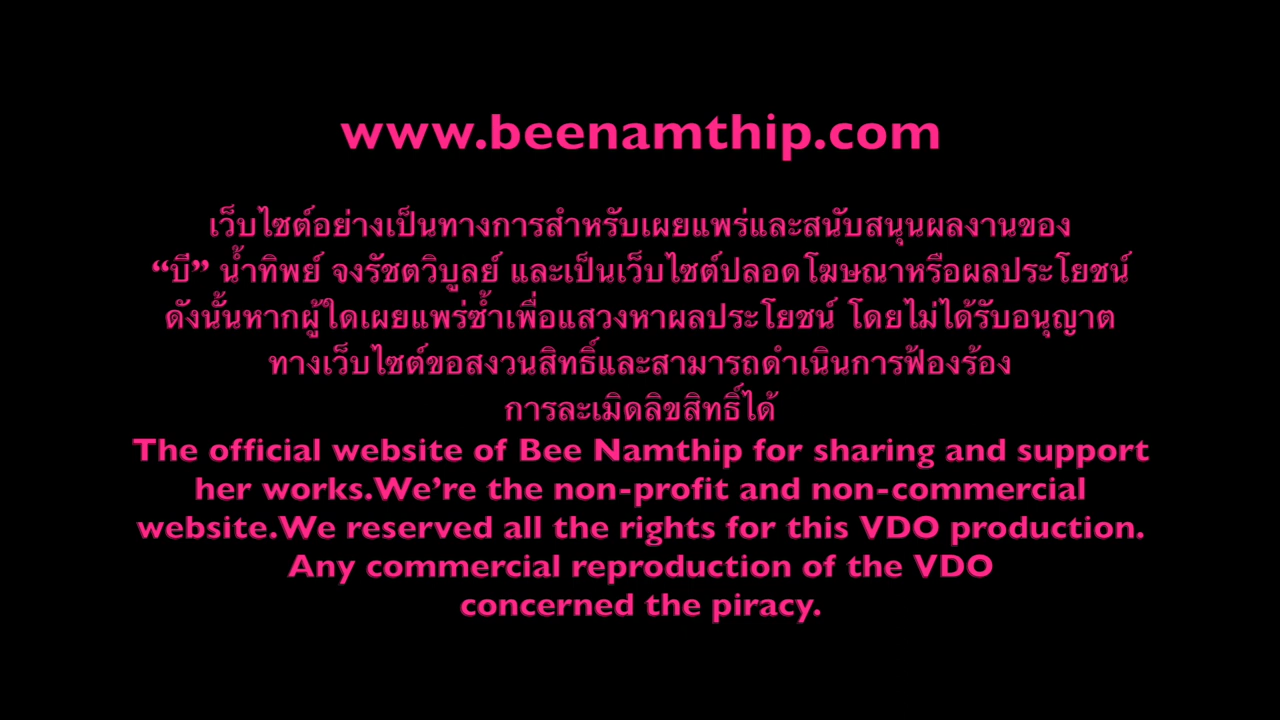 www.beenamthip.com
เว็บไซต์อย่างเป็นทางการสำหรับเผยแพร่และสนับสนุนผลงานของ
“บี” น้ำทิพย์ จงรัชตวิบูลย์ และเป็นเว็บไซต์ปลอดโฆษณาหรือผลประโยชน์
ดังนั้นหากผู้ใดเผยแพร่ซ้ำเพื่อแสวงหาผลประโยชน์ โดยไม่ได้รับอนุญาต
ทางเว็บไซต์ขอสงวนสิทธิ์และสามารถดำเนินการฟ้องร้อง
การละเมิดลิขสิทธิ์ได้
The official website of Bee Namthip for sharing and support
her works.We’re the non-profit and non-commercial
website.We reserved all the rights for this VDO production.
Any commercial reproduction of the VDO
concerned the piracy.